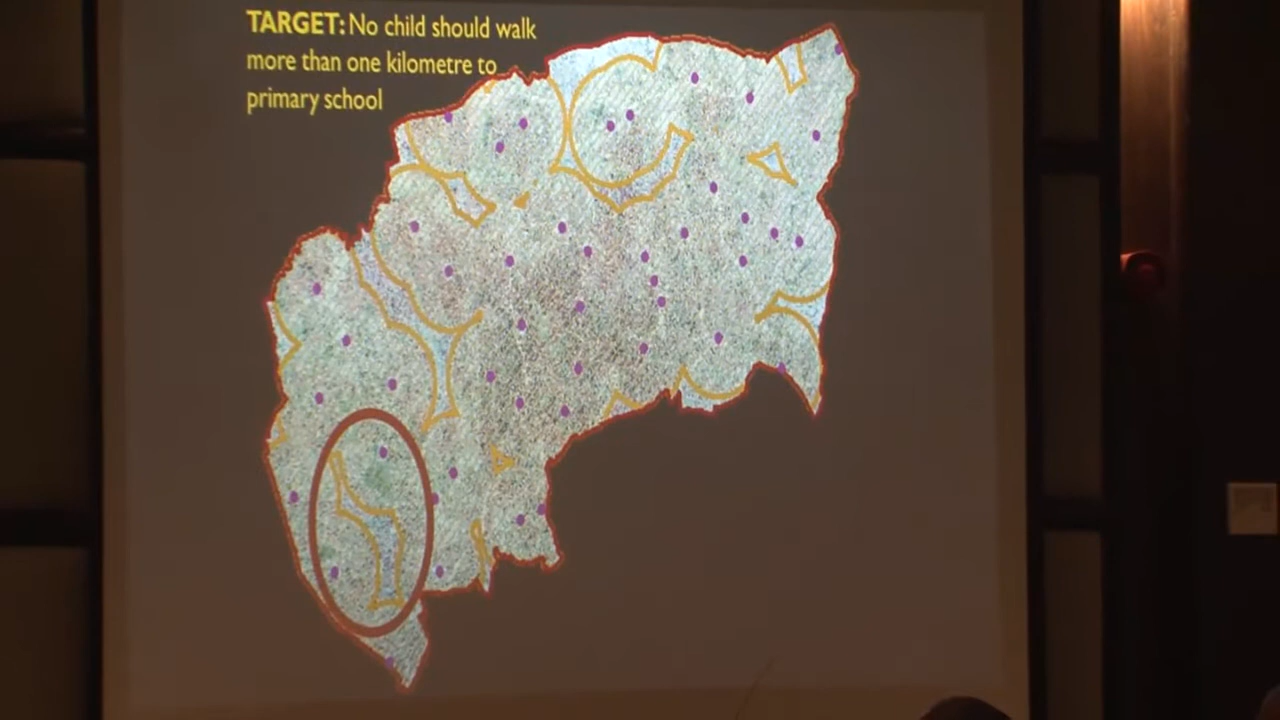 TARGET: No child should walk
more than one kilometre to
primary school